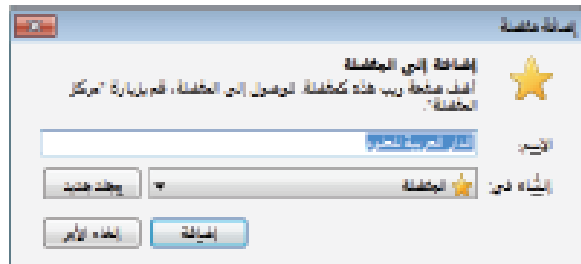 إضافة مفضلة
إضافة إلى المفضلة
أضف صفحة ويب هذه كمفضلة. للوصول إلى المفضلة، قم بزيارة "مركز
المفضلة".
الاسم:
إنشاء في: المفضلة
مجلد جديد
إضافة
إلغاء الأمر